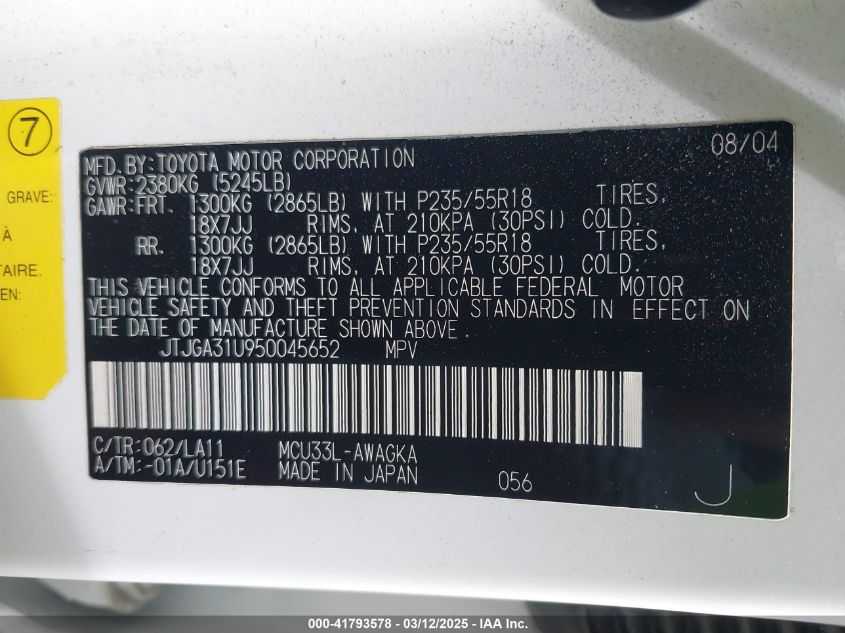 7
GRAVE:
À
TAIRE.
EN:
08/04
MFD.BY:TOYOTA MOTOR CORPORATION
GVWR:2380KG (5245LB)
GAWR:FRT. 1300KG (2865LB) WITH P235/55R18 TIRES,
18X7JJ RIMS, AT 210KPA (30PSI) COLD.
RR. 1300KG (2865LB) WITH P235/55R18 TIRES,
18X7JJ RIMS, AT 210KPA (30PSI) COLD.
THIS VEHICLE CONFORMS TO ALL APPLICABLE FEDERAL MOTOR
VEHICLE SAFETY AND THEFT PREVENTION STANDARDS IN EFFECT ON
THE DATE OF MANUFACTURE SHOWN ABOVE.
JTJGA31U950045652 MPV
C/TR:062/LA11 MCU33L-AWAGKA
A/TM:-01A/U151E MADE IN JAPAN 056
J
000-41793578 - 03/12/2025 - IAAI Inc.